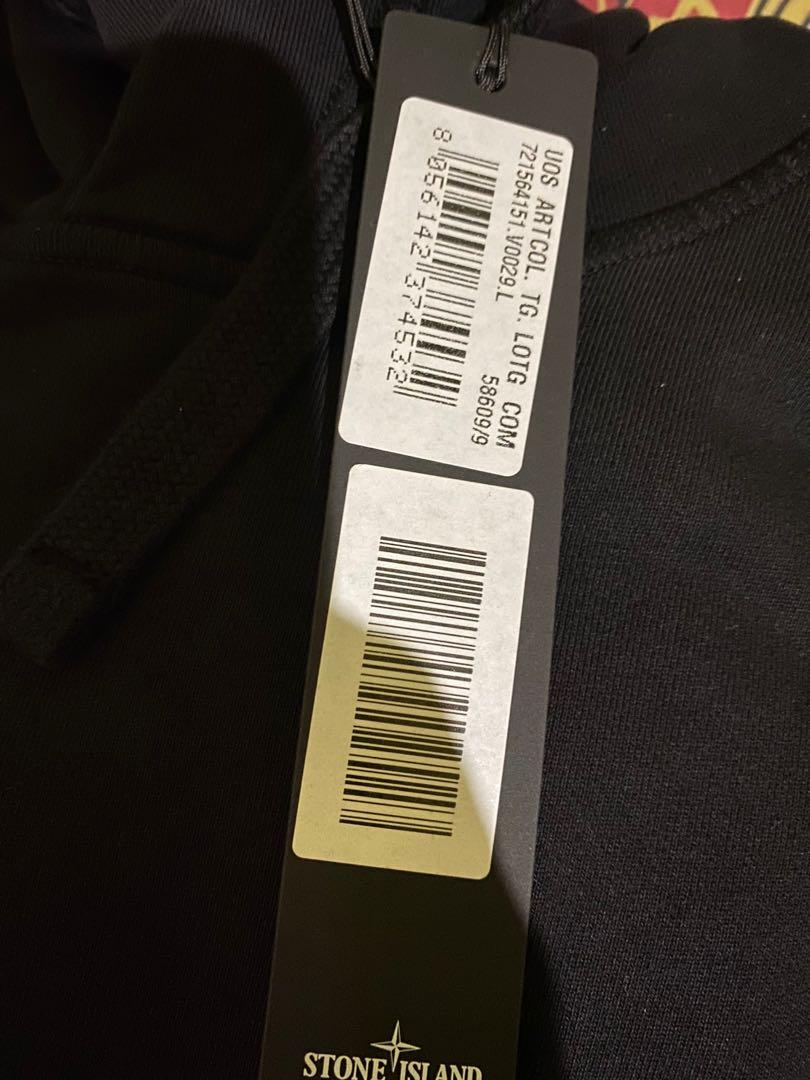 UOS ARTCOL. TG. LOTG COM
721564151.V0029.L
58609/9
8 056142 374532
STONE ISLAND